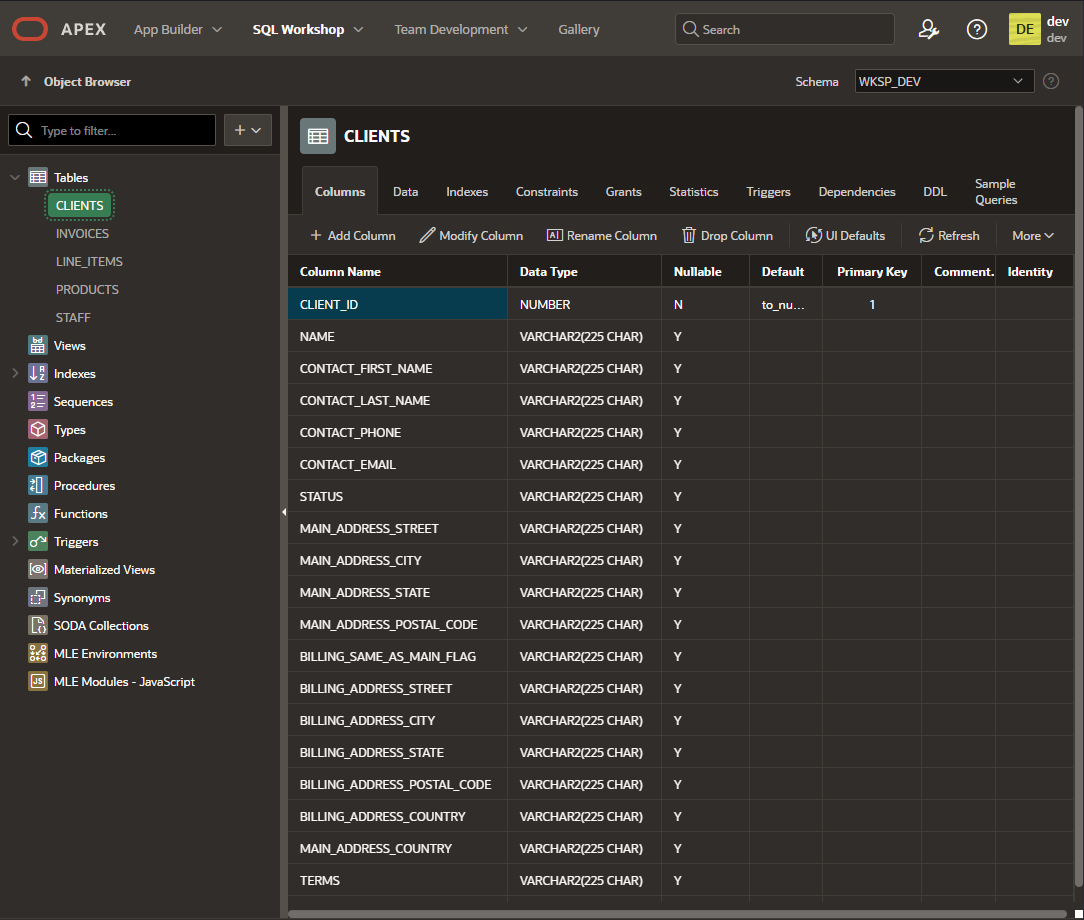 APEX App Builder SQL Workshop Team Development Gallery Search DE dev dev
Object Browser Schema WKSP_DEV
Type to filter...
Tables
CLIENTS
INVOICES
LINE_ITEMS
PRODUCTS
STAFF
Views
Indexes
Sequences
Types
Packages
Procedures
Functions
Triggers
Materialized Views
Synonyms
SODA Collections
MLE Environments
MLE Modules - JavaScript
CLIENTS
Columns Data Indexes Constraints Grants Statistics Triggers Dependencies DDL Sample Queries
Add Column Modify Column Rename Column Drop Column UI Defaults Refresh More
Column Name Data Type Nullable Default Primary Key Comment. Identity
CLIENT_ID NUMBER N to_nu... 1
NAME VARCHAR2(225 CHAR) Y
CONTACT_FIRST_NAME VARCHAR2(225 CHAR) Y
CONTACT_LAST_NAME VARCHAR2(225 CHAR) Y
CONTACT_PHONE VARCHAR2(225 CHAR) Y
CONTACT_EMAIL VARCHAR2(225 CHAR) Y
STATUS VARCHAR2(225 CHAR) Y
MAIN_ADDRESS_STREET VARCHAR2(225 CHAR) Y
MAIN_ADDRESS_CITY VARCHAR2(225 CHAR) Y
MAIN_ADDRESS_STATE VARCHAR2(225 CHAR) Y
MAIN_ADDRESS_POSTAL_CODE VARCHAR2(225 CHAR) Y
BILLING_SAME_AS_MAIN_FLAG VARCHAR2(225 CHAR) Y
BILLING_ADDRESS_STREET VARCHAR2(225 CHAR) Y
BILLING_ADDRESS_CITY VARCHAR2(225 CHAR) Y
BILLING_ADDRESS_STATE VARCHAR2(225 CHAR) Y
BILLING_ADDRESS_POSTAL_CODE VARCHAR2(225 CHAR) Y
BILLING_ADDRESS_COUNTRY VARCHAR2(225 CHAR) Y
MAIN_ADDRESS_COUNTRY VARCHAR2(225 CHAR) Y
TERMS VARCHAR2(225 CHAR) Y